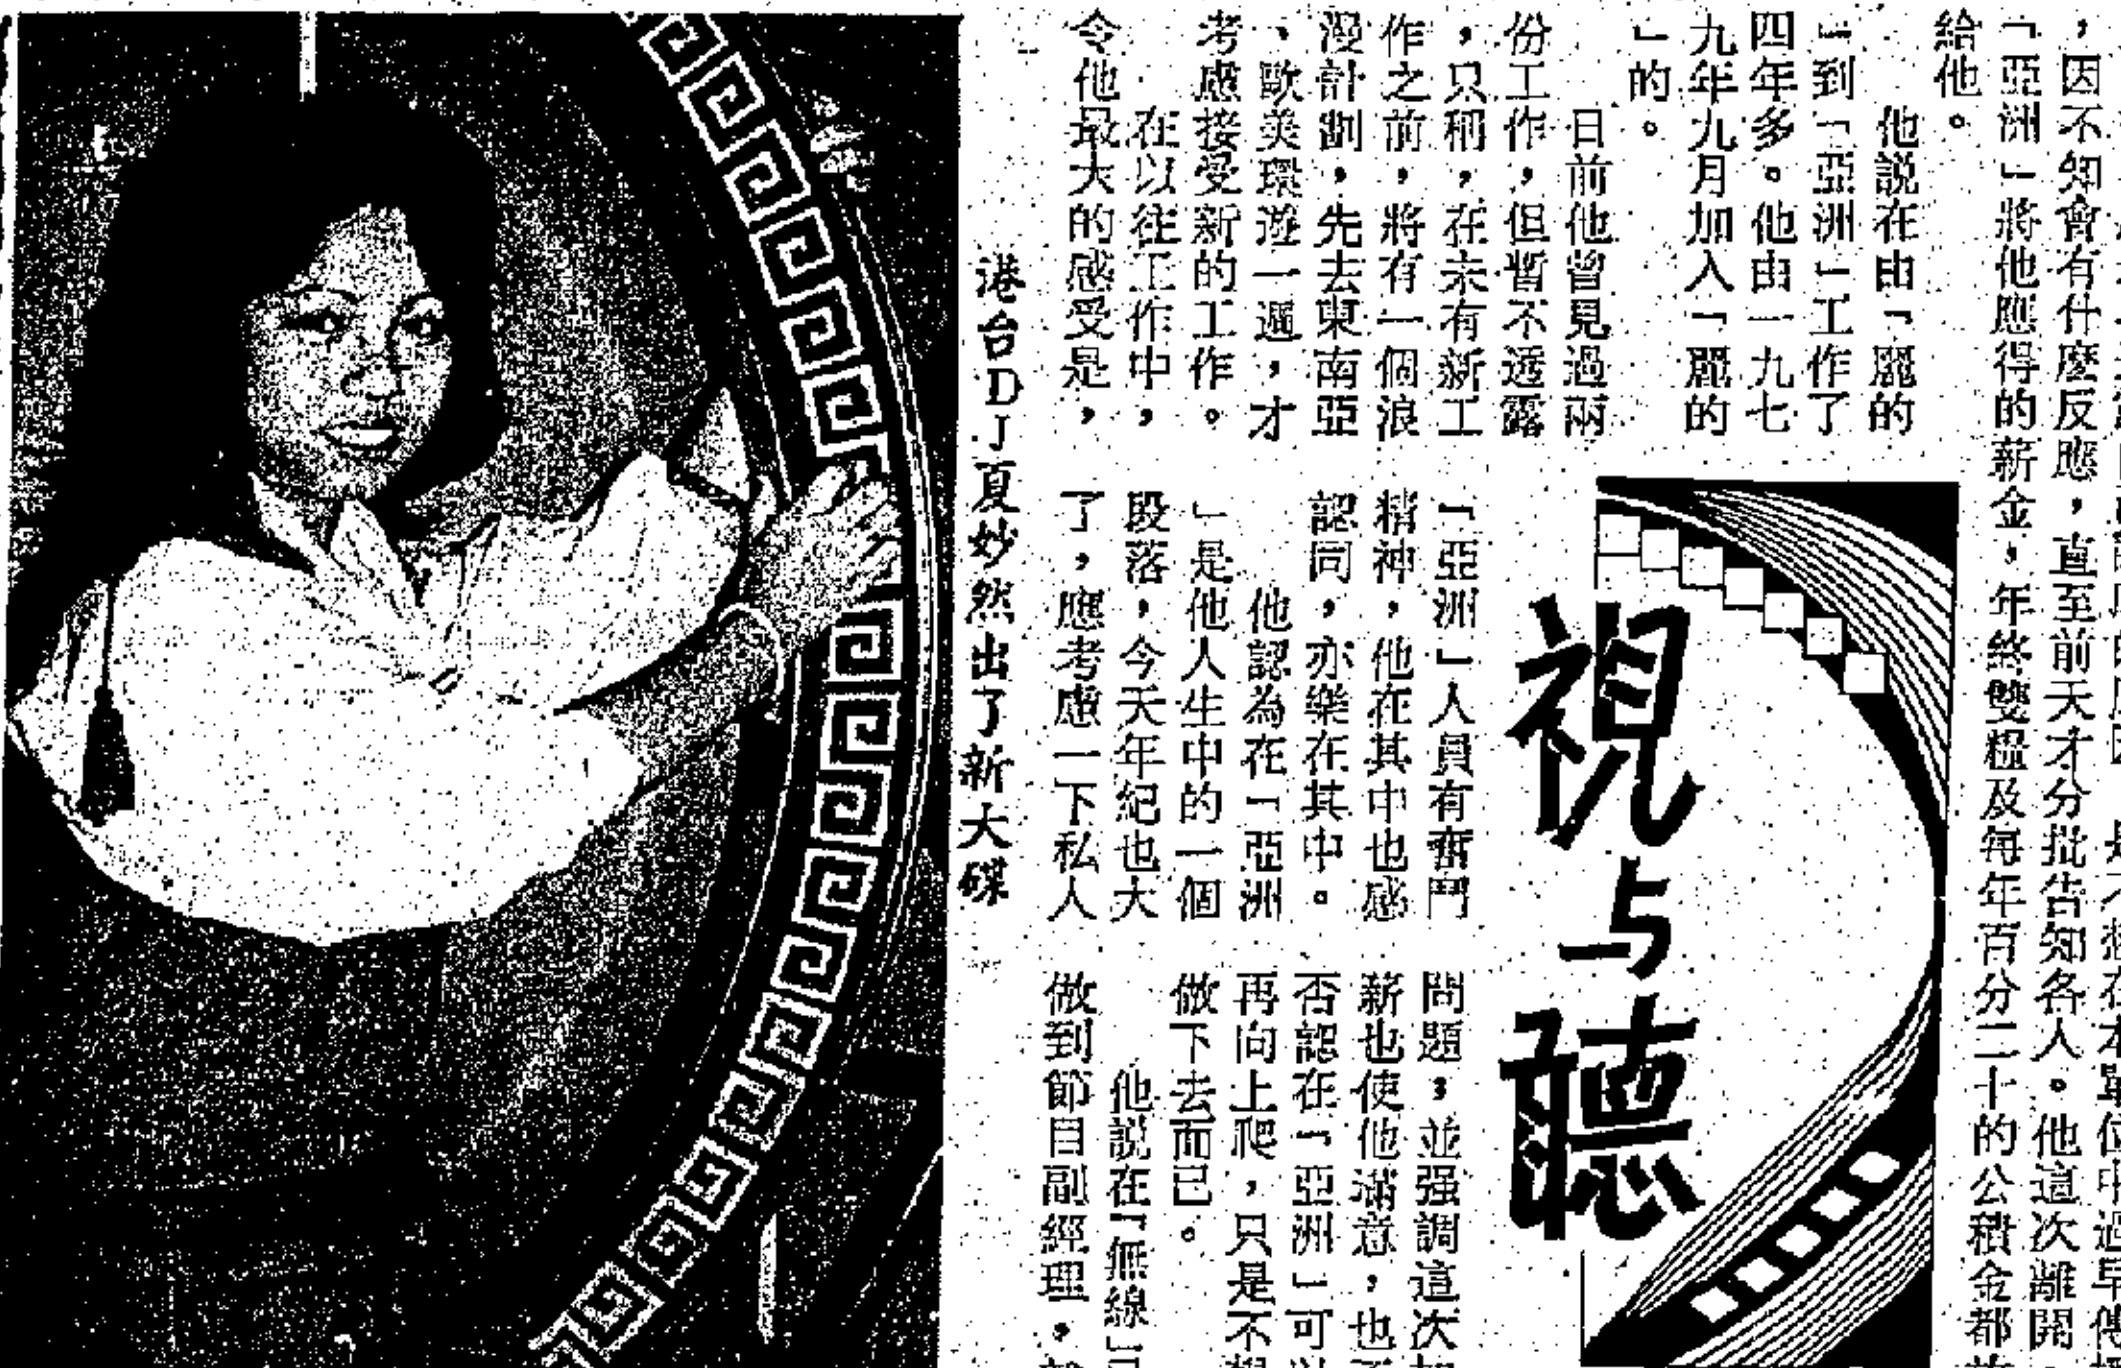 ，因不知會有什麼反應，直至前天才分批告知各人。他這次離開
「亞洲」將他應得的薪金，年終雙糧及每年百分二十的公積金都
給他。
他說在由「麗的
」到「亞洲」工作了
四年多。他由一九七
九年九月加入「麗的
」的。
日前他曾見過兩
份工作，但暫不透露
，只稱，在未有新工
作之前，將有一個浪
漫計劃，先去東南亞
、歐美環遊一週，才
考慮接受新的工作。
在以往工作中，
令他最大的感受是，
視与聽
「亞洲」人員有奮鬥
精神，他在其中也感
認同，亦樂在其中。
他認為在「亞洲
」是他人生中的一個
段落，今天年紀也大
了，應考慮一下私人
問題，並强調這次
薪也使他滿意，也
否認在「亞洲」可
再向上爬，只是不
做下去而已。
他說在「無線」
做到節目副經理，
港台DJ夏妙然出了新大碟